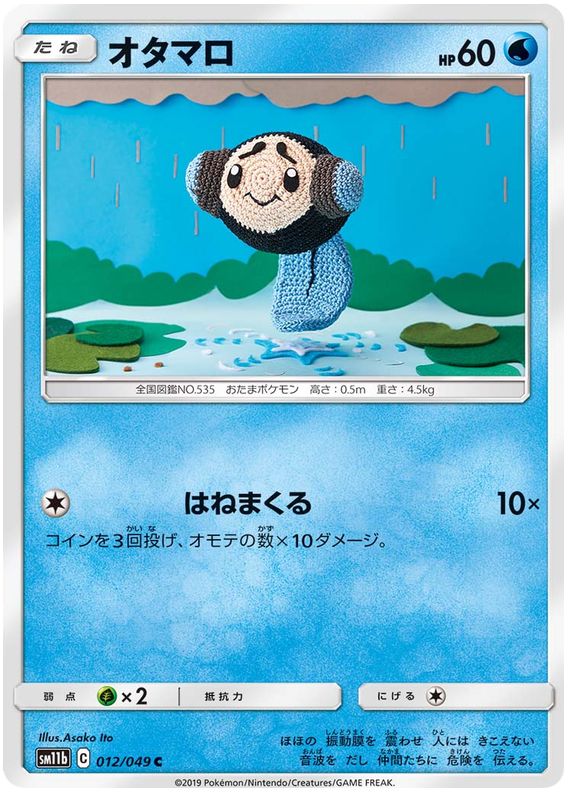 たね オタマロ HP60
全国図鑑NO.535 おたまポケモン 高さ:0.5m 重さ:4.5kg
はねまくる 10×
コインを3回投げ、オモテの数×10ダメージ。
弱点 ×2 抵抗力 にげる
Illus.Asako Ito
ほほの 振動膜を 震わせ 人には きこえない
音波を だし 仲間たちに 危険を 伝える。
sm11b C 012/049 C
©2019 Pokémon/Nintendo/Creatures/GAME FREAK.